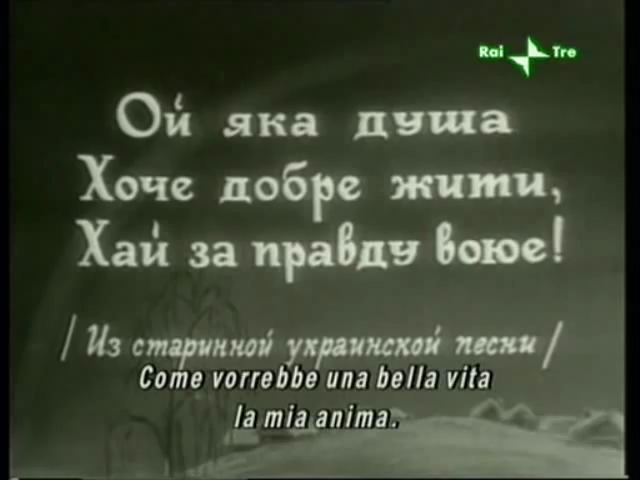 Rai Tre
Ой яка душа
Хоче добре жити,
Хай за правду воює!
/Из старинной украинской песни/
Come vorrebbe una bella vita
la mia anima.